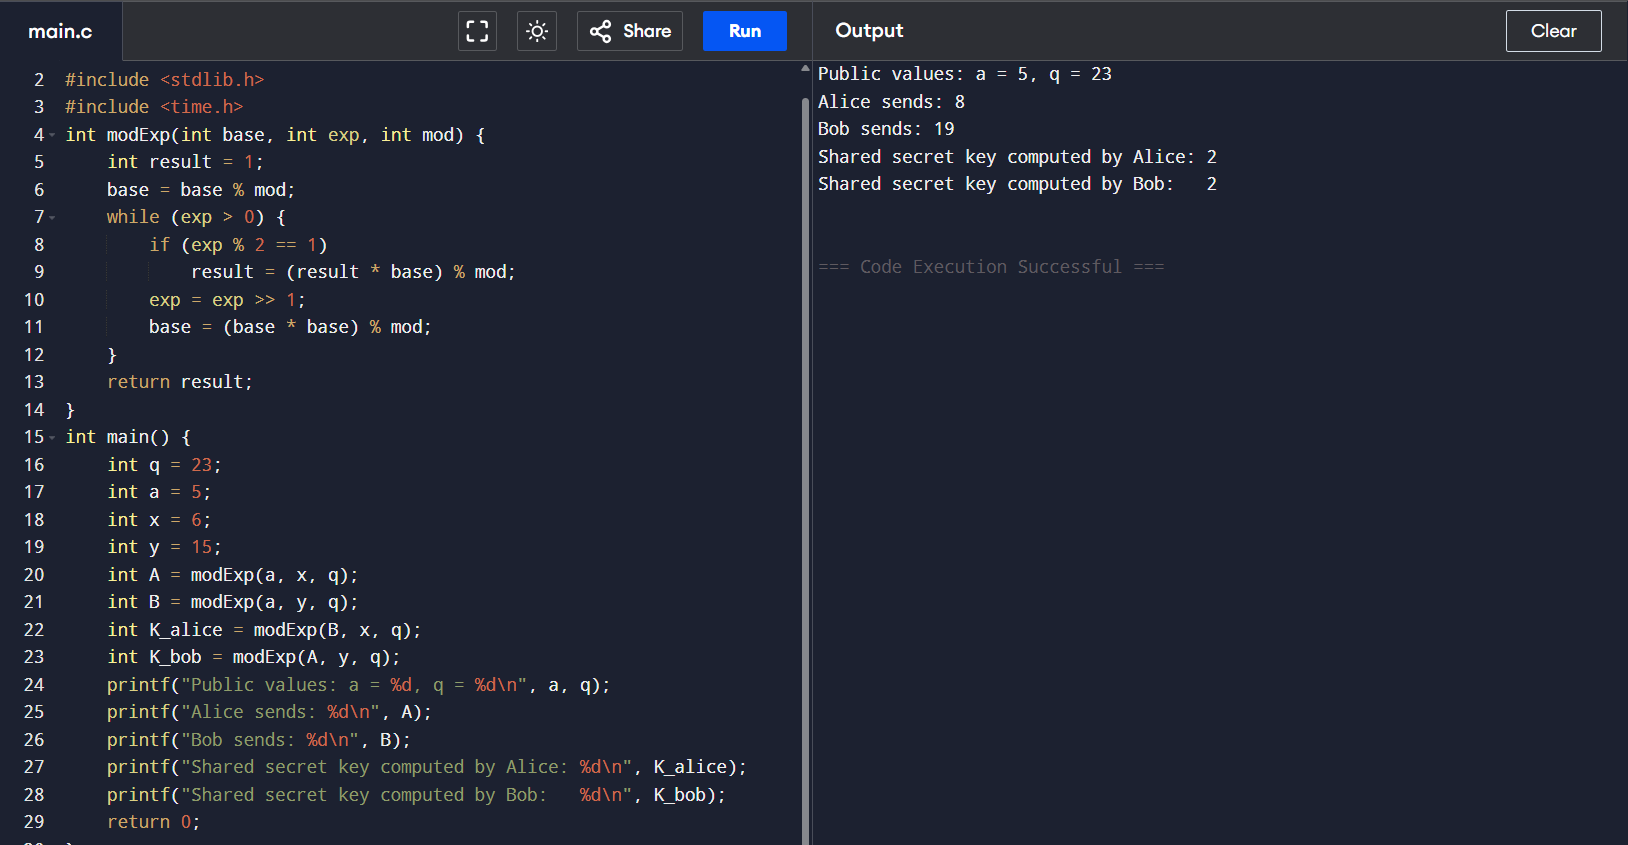 main.c
Share
Run
Output
Clear
2 #include <stdlib.h>
3 #include <time.h>
4 int modExp(int base, int exp, int mod) {
5     int result = 1;
6     base = base % mod;
7     while (exp > 0) {
8         if (exp % 2 == 1)
9             result = (result * base) % mod;
10         exp = exp >> 1;
11         base = (base * base) % mod;
12     }
13     return result;
14 }
15 int main() {
16     int q = 23;
17     int a = 5;
18     int x = 6;
19     int y = 15;
20     int A = modExp(a, x, q);
21     int B = modExp(a, y, q);
22     int K_alice = modExp(B, x, q);
23     int K_bob = modExp(A, y, q);
24     printf("Public values: a = %d, q = %d\n", a, q);
25     printf("Alice sends: %d\n", A);
26     printf("Bob sends: %d\n", B);
27     printf("Shared secret key computed by Alice: %d\n", K_alice);
28     printf("Shared secret key computed by Bob:   %d\n", K_bob);
29     return 0;
Public values: a = 5, q = 23
Alice sends: 8
Bob sends: 19
Shared secret key computed by Alice: 2
Shared secret key computed by Bob:   2
=== Code Execution Successful ===